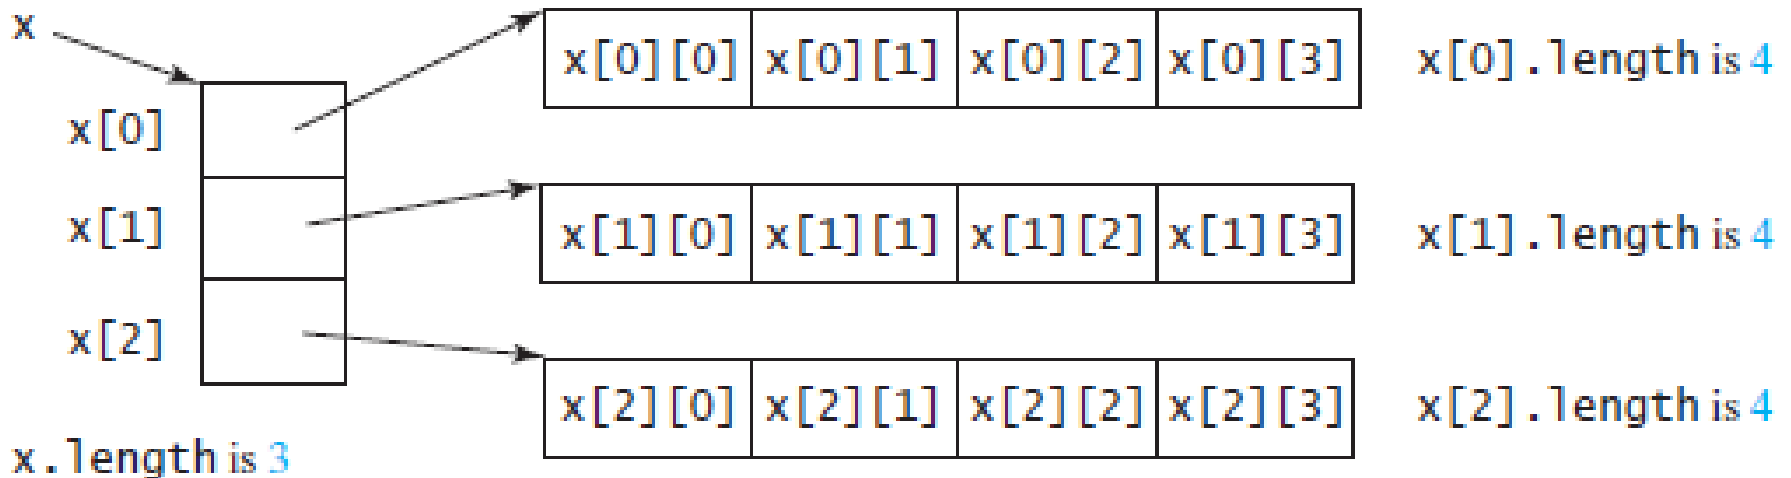 x
x[0][0] x[0][1] x[0][2] x[0][3] x[0].length is 4
x[0]
x[1]
x[1][0] x[1][1] x[1][2] x[1][3] x[1].length is 4
x[2]
x[2][0] x[2][1] x[2][2] x[2][3] x[2].length is 4
x.length is 3